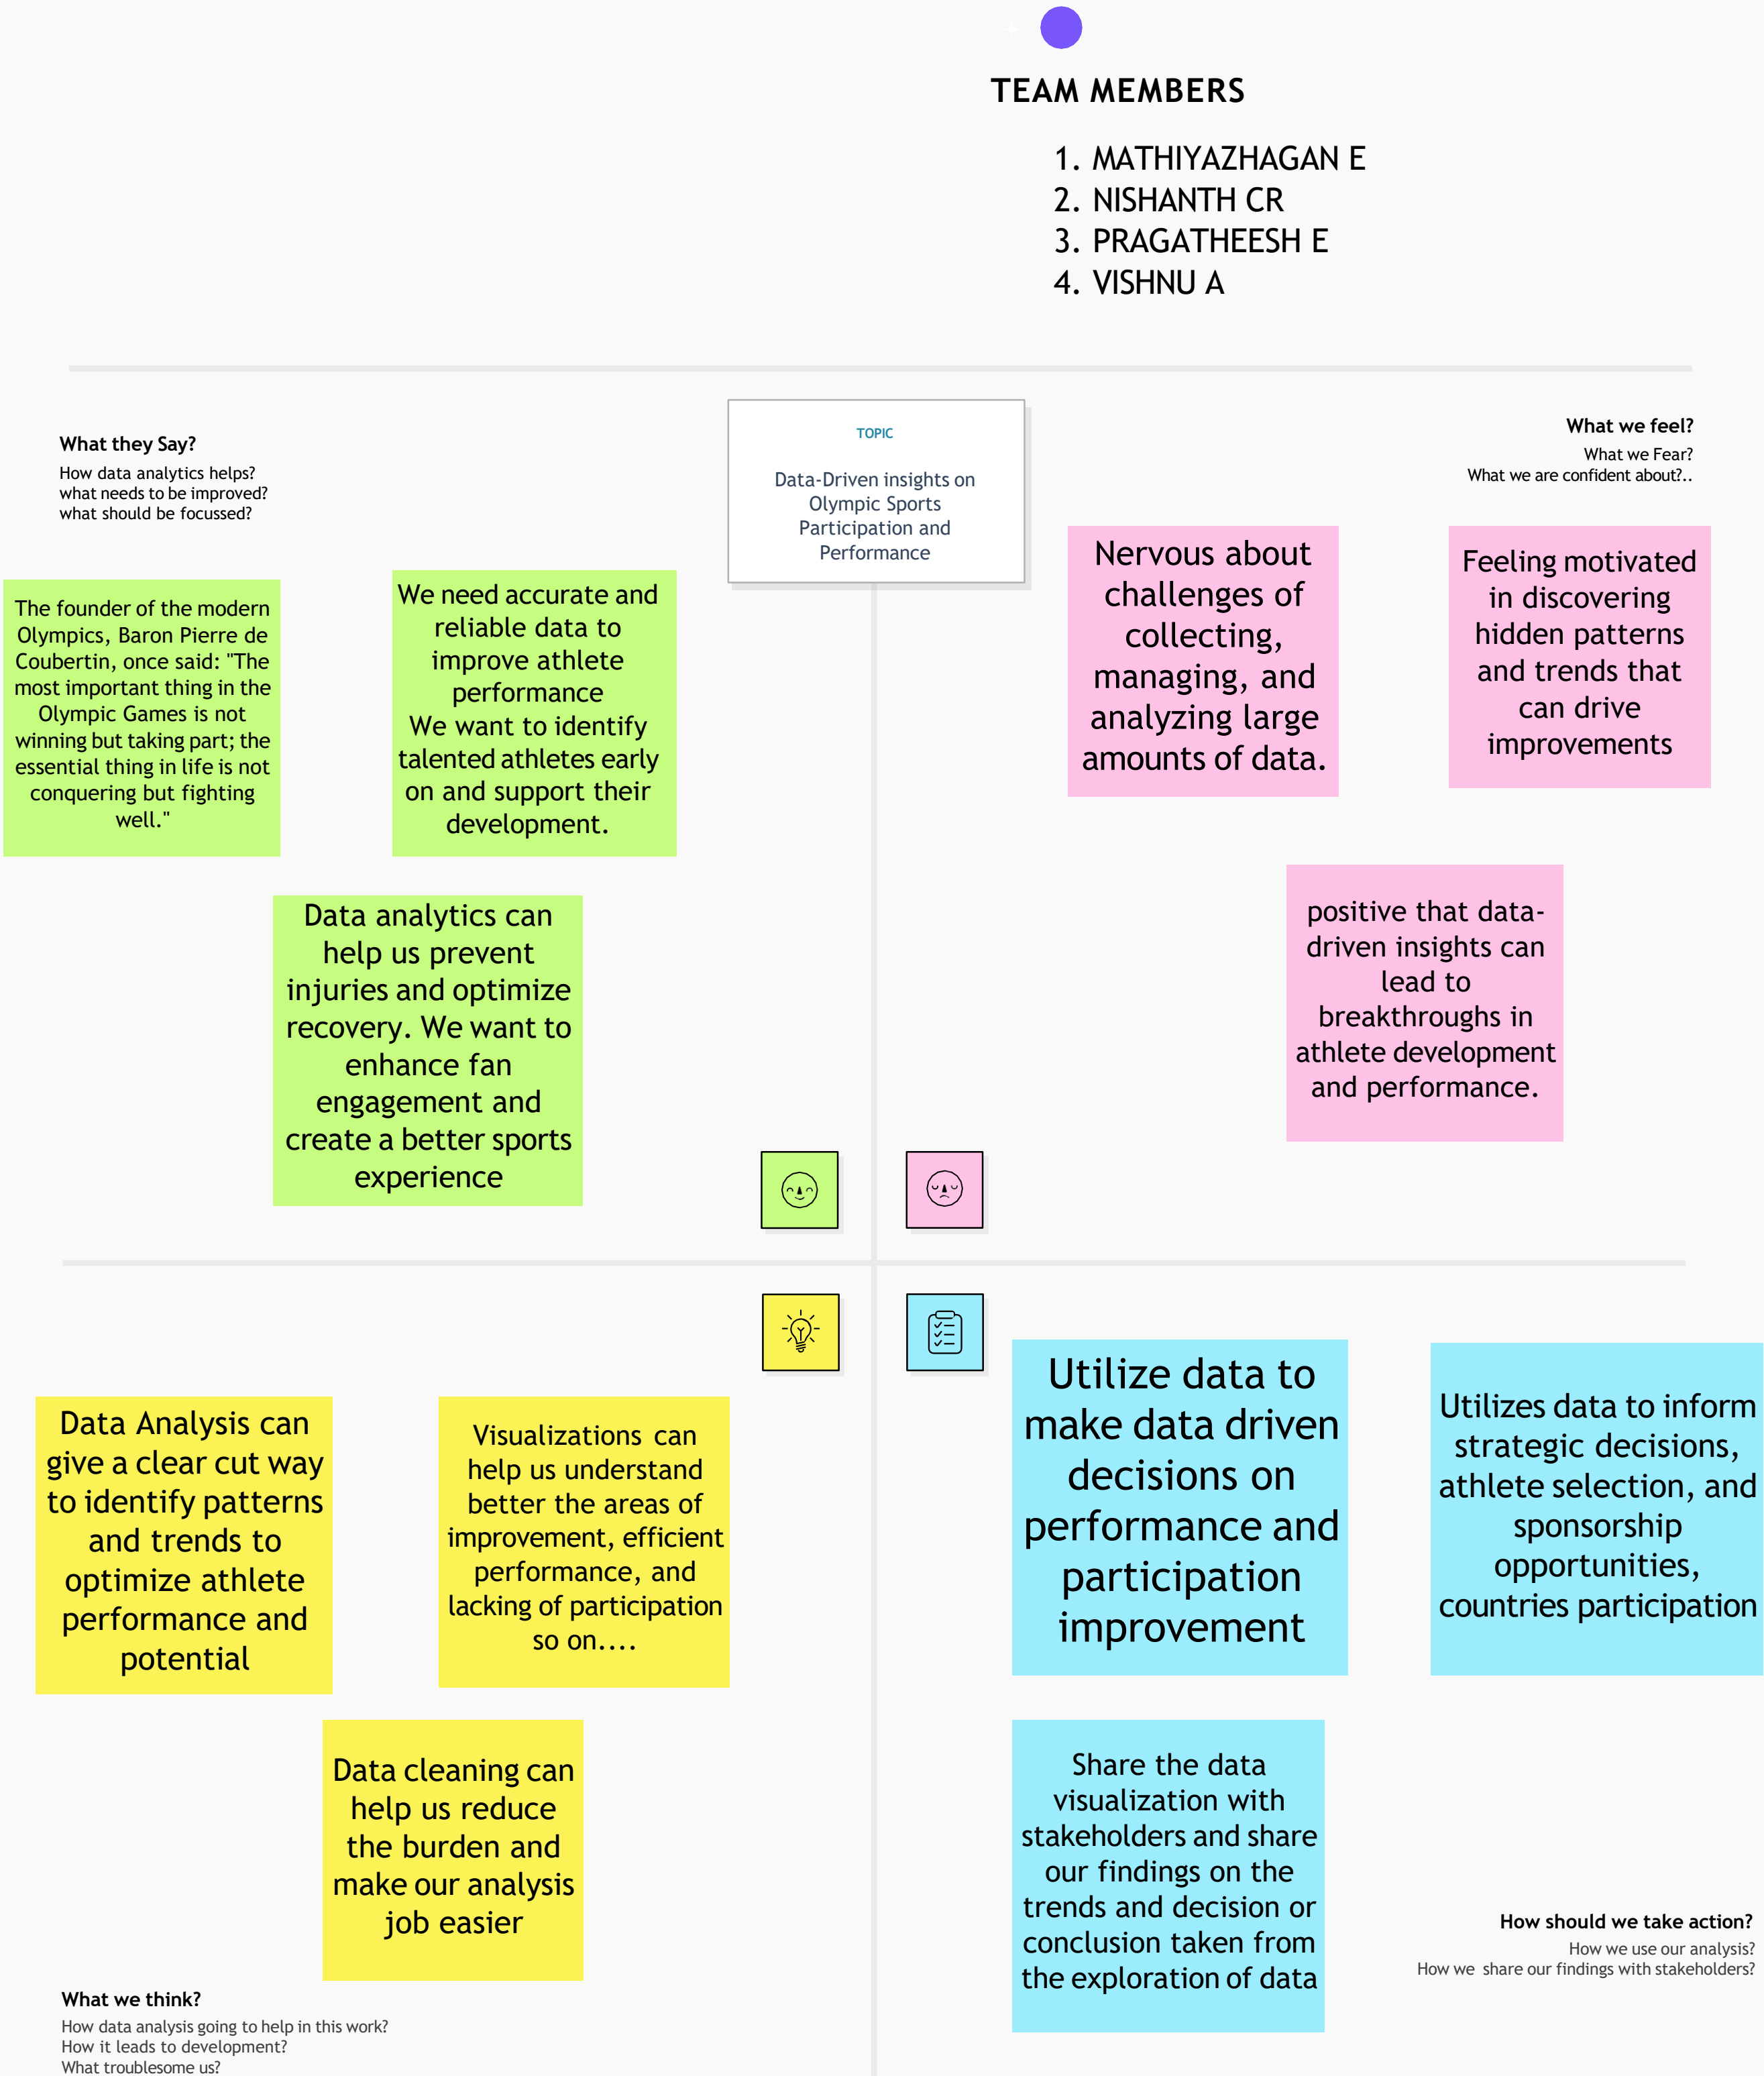 TEAM MEMBERS
1. MATHIYAZHAGAN E
2. NISHANTH CR
3. PRAGATHEESH E
4. VISHNU A
What they Say?
How data analytics helps?
what needs to be improved?
what should be focussed?
TOPIC
Data-Driven insights on
Olympic Sports
Participation and
Performance
What we feel?
What we Fear?
What we are confident about?..
The founder of the modern
Olympics, Baron Pierre de
Coubertin, once said: "The
most important thing in the
Olympic Games is not
winning but taking part; the
essential thing in life is not
conquering but fighting
well."
We need accurate and
reliable data to
improve athlete
performance
We want to identify
talented athletes early
on and support their
development.
Data analytics can
help us prevent
injuries and optimize
recovery. We want to
enhance fan
engagement and
create a better sports
experience
Nervous about
challenges of
collecting,
managing, and
analyzing large
amounts of data.
Feeling motivated
in discovering
hidden patterns
and trends that
can drive
improvements
positive that data-
driven insights can
lead to
breakthroughs in
athlete development
and performance.
Data Analysis can
give a clear cut way
to identify patterns
and trends to
optimize athlete
performance and
potential
Visualizations can
help us understand
better the areas of
improvement, efficient
performance, and
lacking of participation
so on....
Data cleaning can
help us reduce
the burden and
make our analysis
job easier
What we think?
How data analysis going to help in this work?
How it leads to development?
What troublesome us?
Utilize data to
make data driven
decisions on
performance and
participation
improvement
Utilizes data to inform
strategic decisions,
athlete selection, and
sponsorship
opportunities,
countries participation
Share the data
visualization with
stakeholders and share
our findings on the
trends and decision or
conclusion taken from
the exploration of data
How should we take action?
How we use our analysis?
How we share our findings with stakeholders?